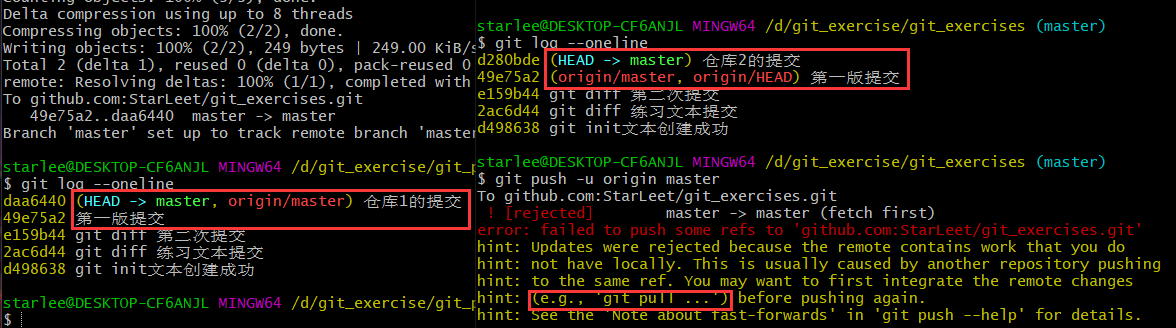 Counting objects: 100% (3/3), done.
Delta compression using up to 8 threads
Compressing objects: 100% (2/2), done.
Writing objects: 100% (2/2), 249 bytes | 249.00 KiB/s
Total 2 (delta 1), reused 0 (delta 0), pack-reused 0
remote: Resolving deltas: 100% (1/1), completed with
To github.com:StarLeet/git_exercises.git
49e75a2..daa6440 master -> master
Branch 'master' set up to track remote branch 'master
starlee@DESKTOP-CF6ANJL MINGW64 /d/git_exercise/git_p
$ git log --oneline
daa6440 (HEAD -> master, origin/master) 仓库1的提交
49e75a2 第一版提交
e159b44 git diff 第二次提交
2ac6d44 git diff 练习文本提交
d498638 git init文本创建成功
starlee@DESKTOP-CF6ANJL MINGW64 /d/git_exercise/git_p
$
starlee@DESKTOP-CF6ANJL MINGW64 /d/git_exercise/git_exercises (master)
$ git log --oneline
d280bde (HEAD -> master) 仓库2的提交
49e75a2 (origin/master, origin/HEAD) 第一版提交
e159b44 git diff 第二次提交
2ac6d44 git diff 练习文本提交
d498638 git init文本创建成功
starlee@DESKTOP-CF6ANJL MINGW64 /d/git_exercise/git_exercises (master)
$ git push -u origin master
To github.com:StarLeet/git_exercises.git
! [rejected] master -> master (fetch first)
error: failed to push some refs to 'github.com:StarLeet/git_exercises.git'
hint: Updates were rejected because the remote contains work that you do
hint: not have locally. This is usually caused by another repository pushing
hint: to the same ref. You may want to first integrate the remote changes
hint: (e.g., 'git pull ...') before pushing again.
hint: See the 'Note about fast-forwards' in 'git push --help' for details.